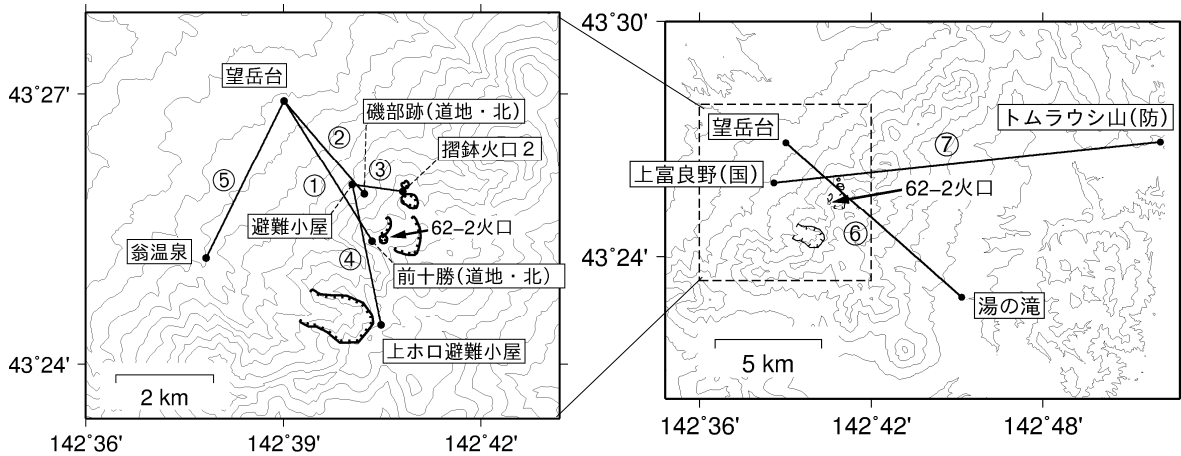 43˚27'
43˚24'
142˚36'
142˚39'
142˚42'
望岳台
磯部跡(道地・北)
摺鉢火口２
②
③
①
⑤
避難小屋
62−2火口
翁温泉
④
前十勝(道地・北)
上ホロ避難小屋
2 km
43˚30'
43˚24'
142˚36'
142˚42'
142˚48'
トムラウシ山(防)
望岳台
⑦
上富良野(国)
62−2火口
⑥
湯の滝
5 km